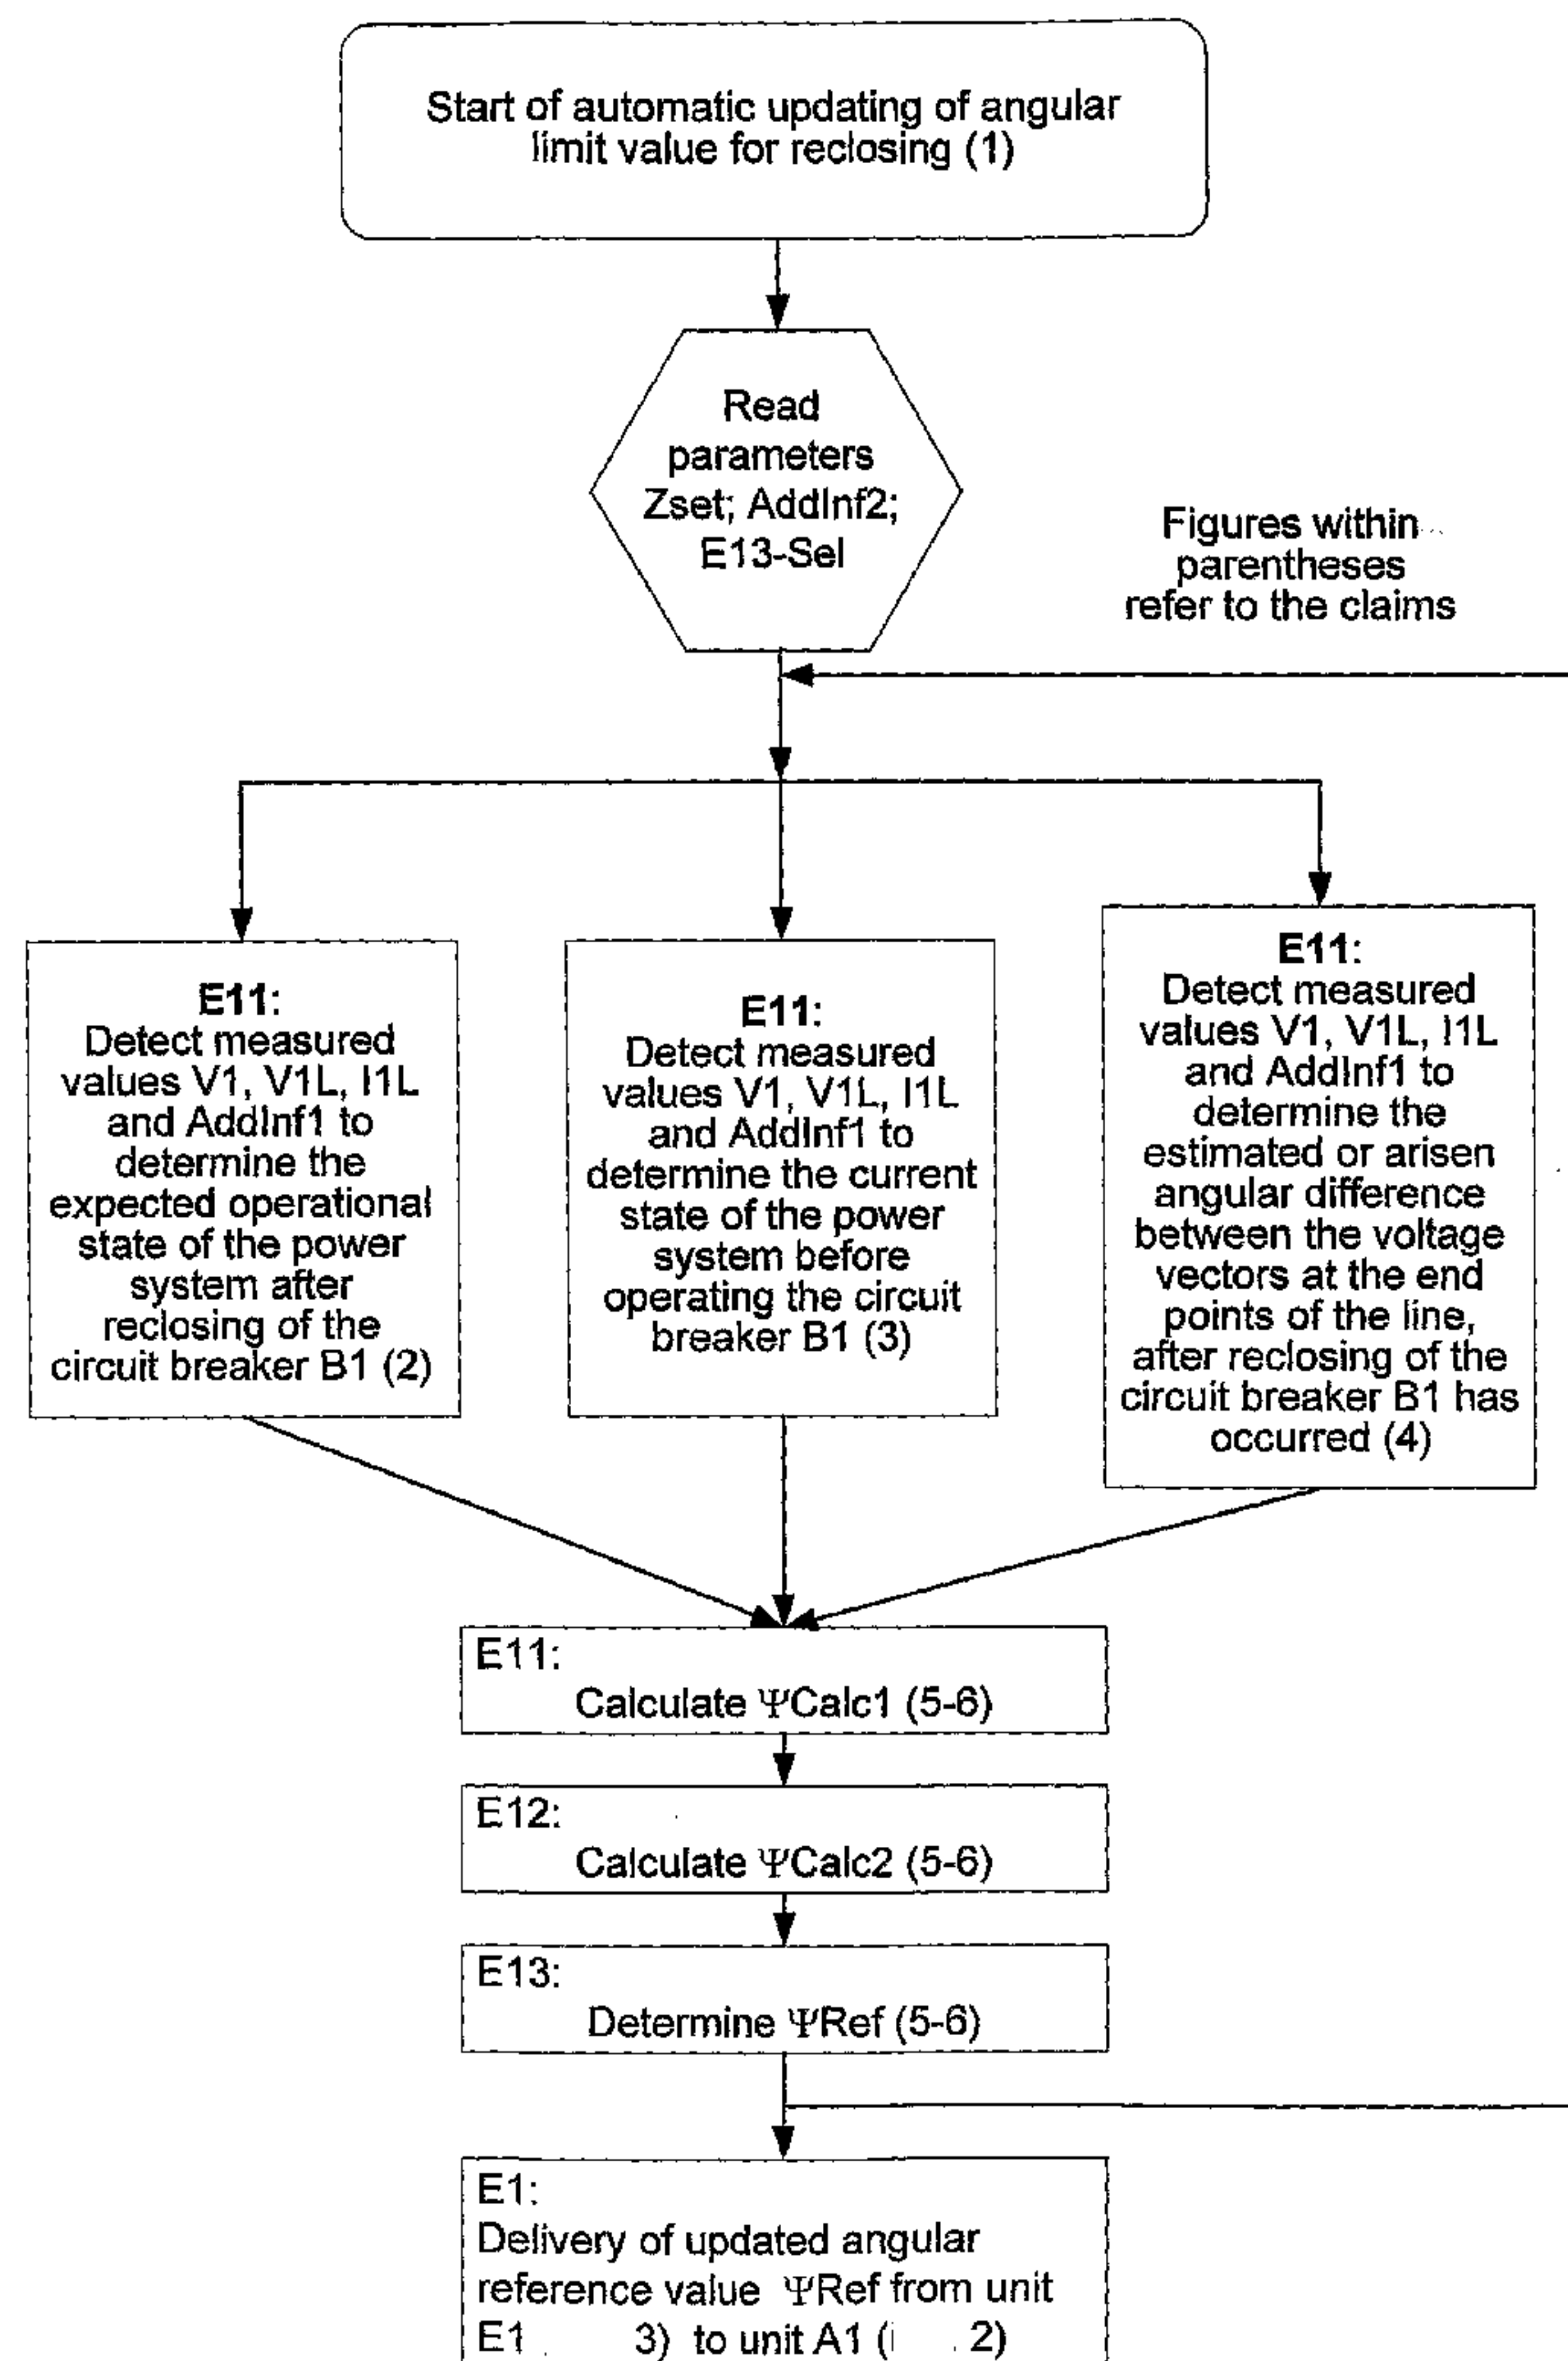 Start of automatic updating of angular
limit value for reclosing (1)
Read
parameters
Zset; AddInf2;
E13-Sel
Figures within
parentheses
refer to the claims
E11:
Detect measured
values V1, V1L, I1L
and AddInf1 to
determine the
expected operational
state of the power
system after
reclosing of the
circuit breaker B1 (2)
E11:
Detect measured
values V1, V1L, I1L
and AddInf1 to
determine the current
state of the power
system before
operating the circuit
breaker B1 (3)
E11:
Detect measured
values V1, V1L, I1L
and AddInf1 to
determine the
estimated or arisen
angular difference
between the voltage
vectors at the end
points of the line,
after reclosing of the
circuit breaker B1 has
occurred (4)
E11:
Calculate ΨCalc1 (5-6)
E12:
Calculate ΨCalc2 (5-6)
E13:
Determine ΨRef (5-6)
E1:
Delivery of updated angular
reference value ΨRef from unit
E1 3) to unit A1 ( 2)